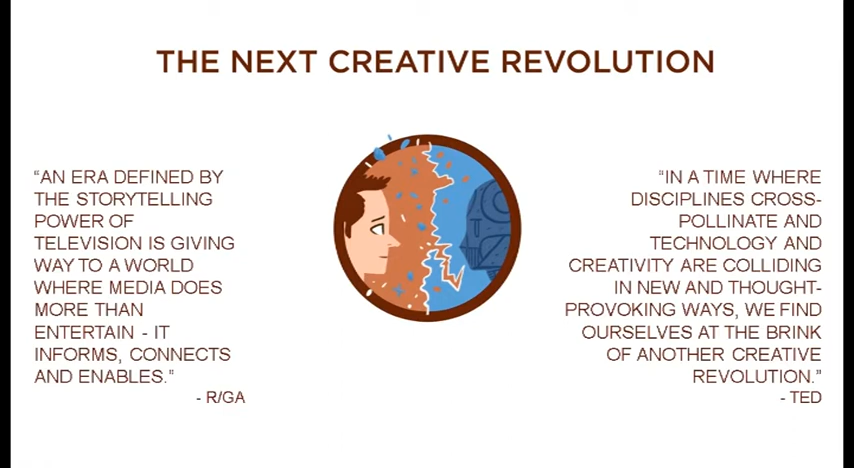 THE NEXT CREATIVE REVOLUTION
“AN ERA DEFINED BY
THE STORYTELLING
POWER OF
TELEVISION IS GIVING
WAY TO A WORLD
WHERE MEDIA DOES
MORE THAN
ENTERTAIN - IT
INFORMS, CONNECTS
AND ENABLES.”
- R/GA
“IN A TIME WHERE
DISCIPLINES CROSS-
POLLINATE AND
TECHNOLOGY AND
CREATIVITY ARE COLLIDING
IN NEW AND THOUGHT-
PROVOKING WAYS, WE FIND
OURSELVES AT THE BRINK
OF ANOTHER CREATIVE
REVOLUTION.”
- TED